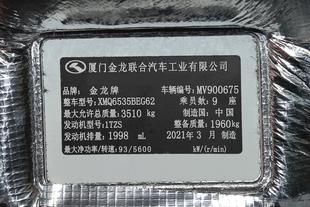 厦门金龙联合汽车工业有限公司
品牌:金龙牌 车辆编号:MV900675
整车型号:XMQ6535BEG62 乘员数:9 座
最大允许总质量:3510 kg 制造国:中国
发动机型号:1TZS 整备质量:1960kg
发动机排量:1998 mL 2021年3月 制造
最大净功率/转速:93/5600 kW/(r/min)